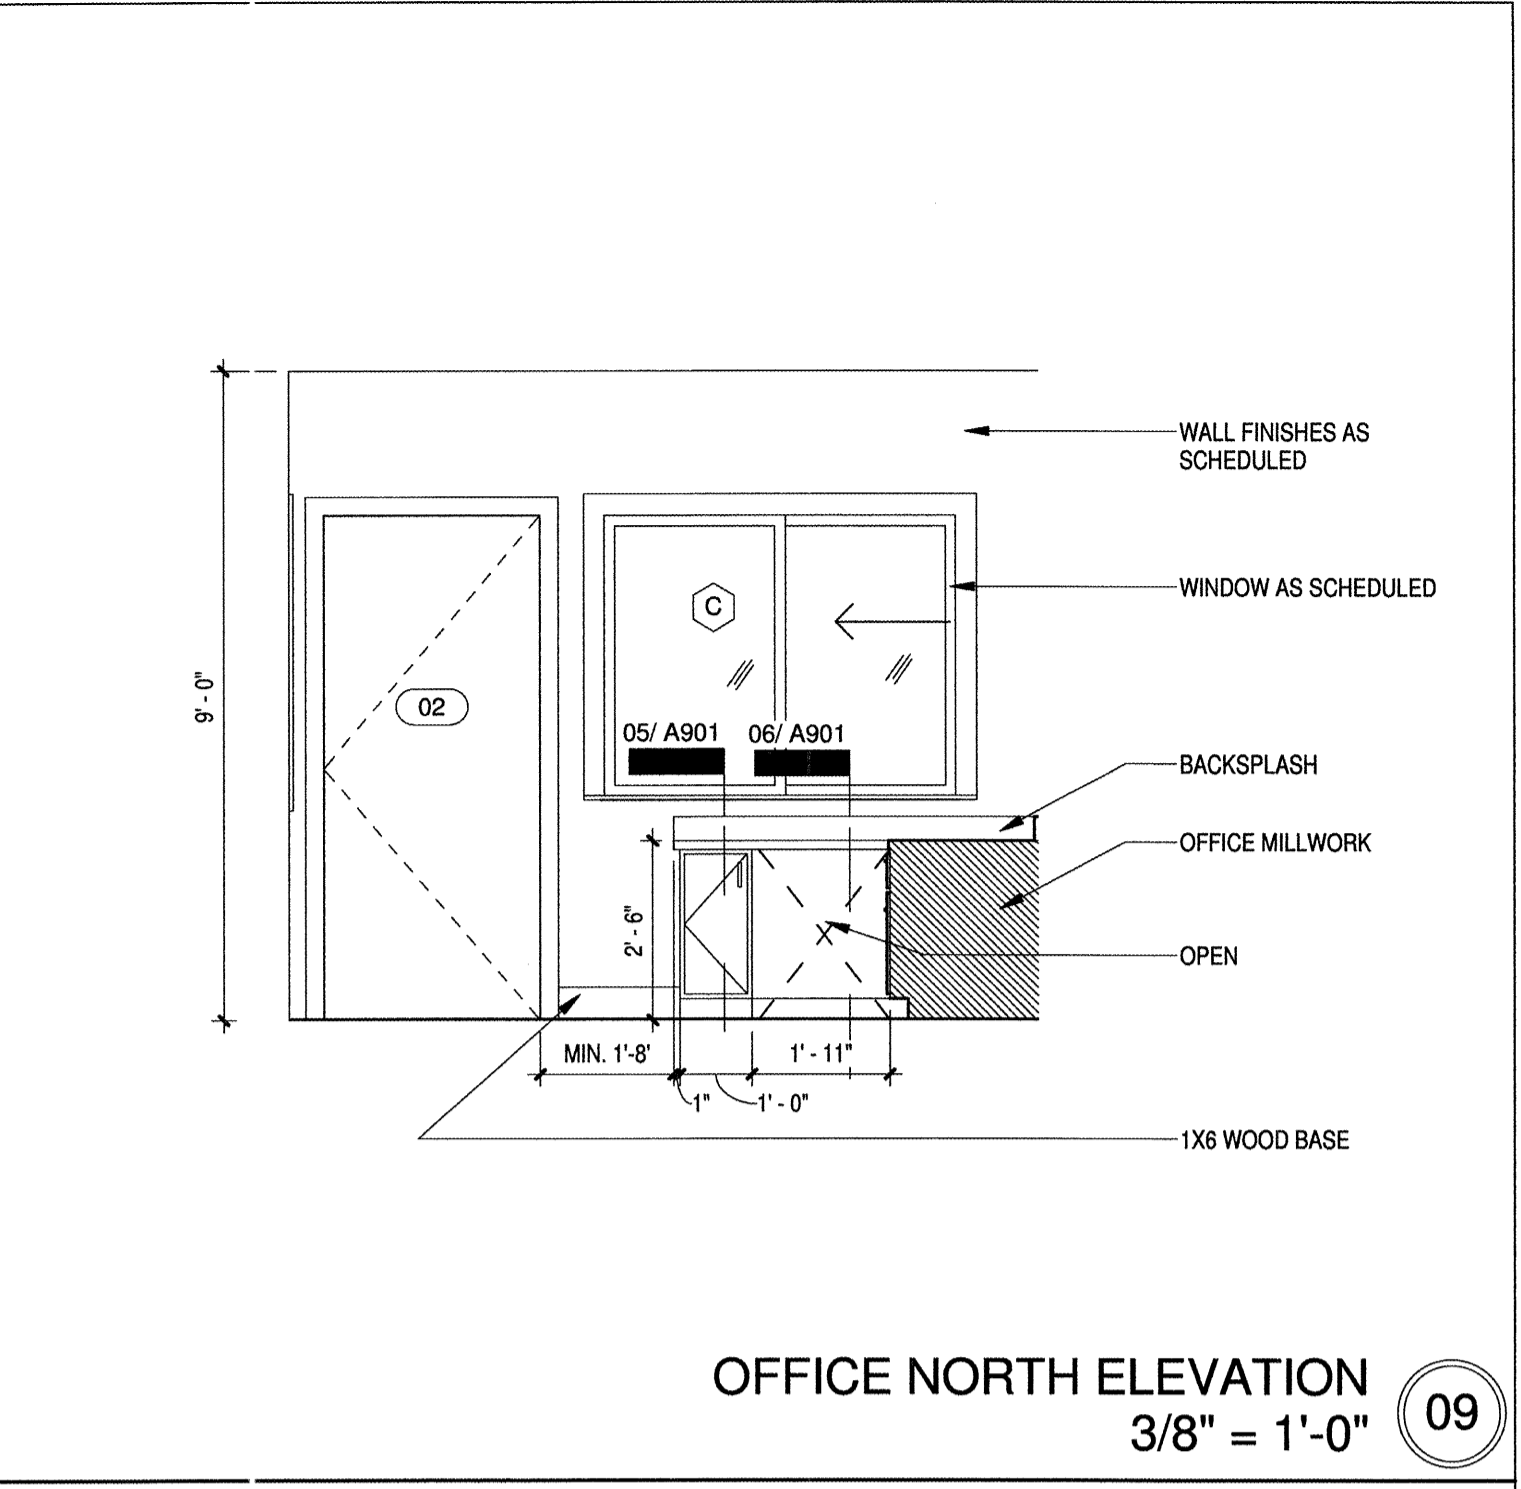 WALL FINISHES AS
SCHEDULED
C
WINDOW AS SCHEDULED
9' - 0"
02
05/ A901
06/ A901
BACKSPLASH
OFFICE MILLWORK
2' - 6"
X
OPEN
MIN. 1'-8'
1' - 11"
1"
1' - 0"
1X6 WOOD BASE
OFFICE NORTH ELEVATION
3/8" = 1'-0"
09